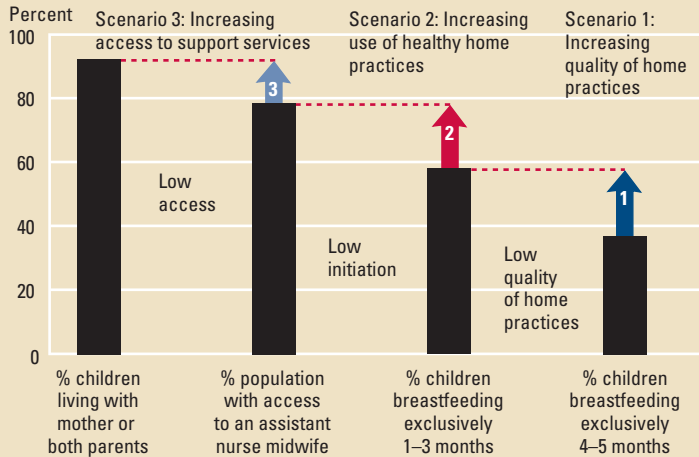 Percent
Scenario 3: Increasing
access to support services
Scenario 2: Increasing
use of healthy home
practices
Scenario 1:
Increasing
quality of home
practices
100
80
60
40
20
0
3
2
1
Low
access
Low
initiation
Low
quality
of home
practices
% children
living with
mother or
both parents
% population
with access
to an assistant
nurse midwife
% children
breastfeeding
exclusively
1–3 months
% children
breastfeeding
exclusively
4–5 months